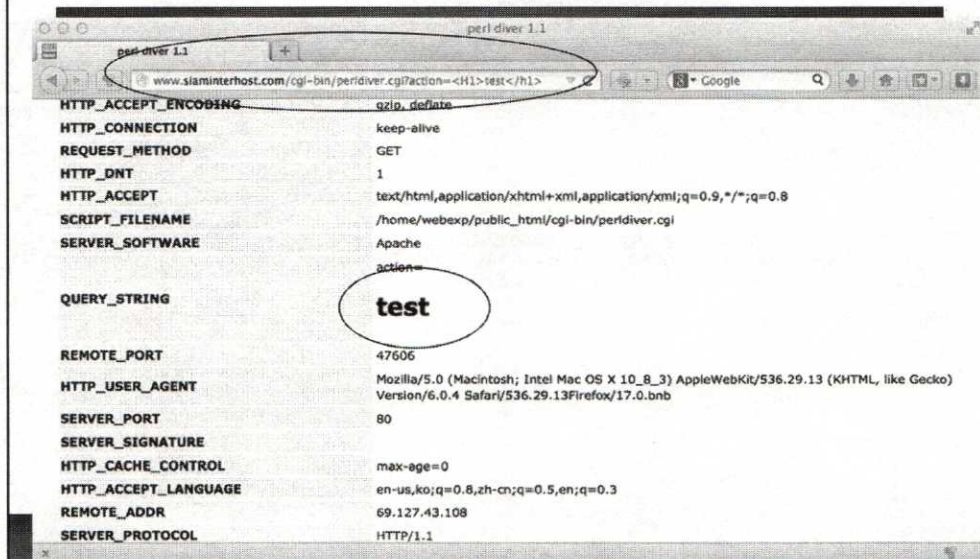 perl diver 1.1
perl diver 1.1
www.siaminterhost.com/cgi-bin/perldiver.cgi?action=<H1>test</h1>
Google
HTTP_ACCEPT_ENCODING gzip, deflate
HTTP_CONNECTION keep-alive
REQUEST_METHOD GET
HTTP_DNT 1
HTTP_ACCEPT text/html,application/xhtml+xml,application/xml;q=0.9,*/*;q=0.8
SCRIPT_FILENAME /home/webexp/public_html/cgi-bin/perldiver.cgi
SERVER_SOFTWARE Apache
action=
QUERY_STRING test
REMOTE_PORT 47606
HTTP_USER_AGENT Mozilla/5.0 (Macintosh; Intel Mac OS X 10_8_3) AppleWebKit/536.29.13 (KHTML, like Gecko)
Version/6.0.4 Safari/536.29.13Firefox/17.0.bnb
SERVER_PORT 80
SERVER_SIGNATURE
HTTP_CACHE_CONTROL max-age=0
HTTP_ACCEPT_LANGUAGE en-us,ko;q=0.8,zh-cn;q=0.5,en;q=0.3
REMOTE_ADDR 69.127.43.108
SERVER_PROTOCOL HTTP/1.1